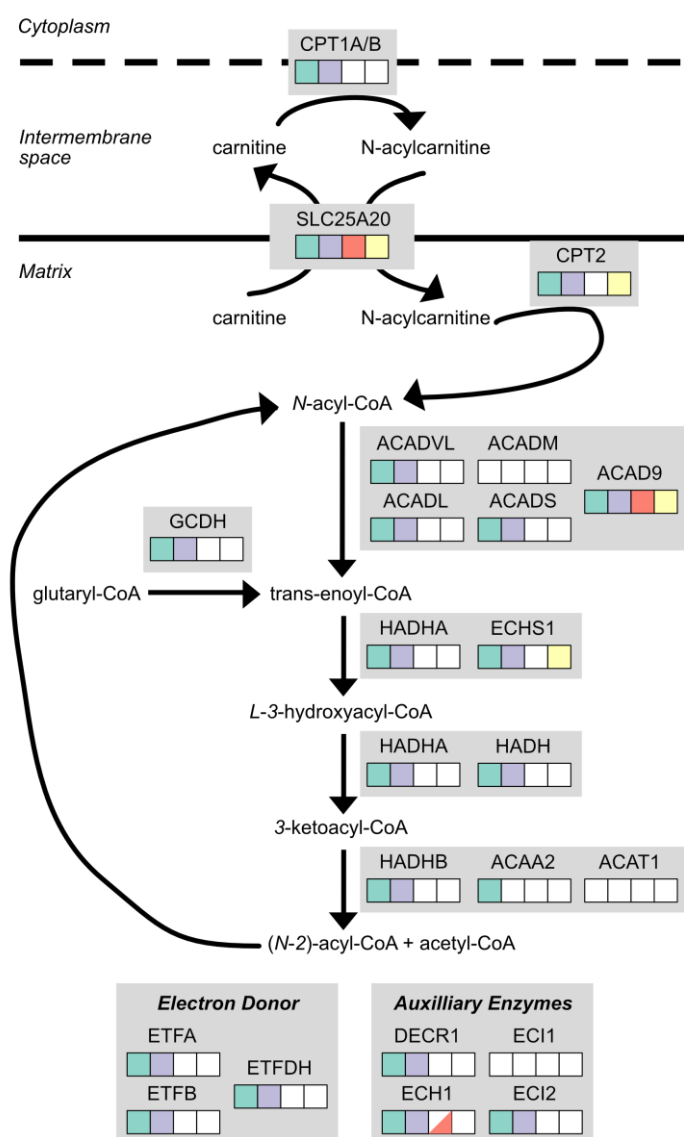 Cytoplasm
CPT1A/B
Intermembrane
space
carnitine
N-acylcarnitine
SLC25A20
Matrix
CPT2
carnitine
N-acylcarnitine
N-acyl-CoA
ACADVL
ACADM
ACAD9
ACADL
ACADS
GCDH
glutaryl-CoA
trans-enoyl-CoA
HADHA
ECHS1
L-3-hydroxyacyl-CoA
HADHA
HADH
3-ketoacyl-CoA
HADHB
ACAA2
ACAT1
(N-2)-acyl-CoA + acetyl-CoA
Electron Donor
ETFA
ETFDH
ETFB
Auxilliary Enzymes
DECR1
ECI1
ECH1
ECI2